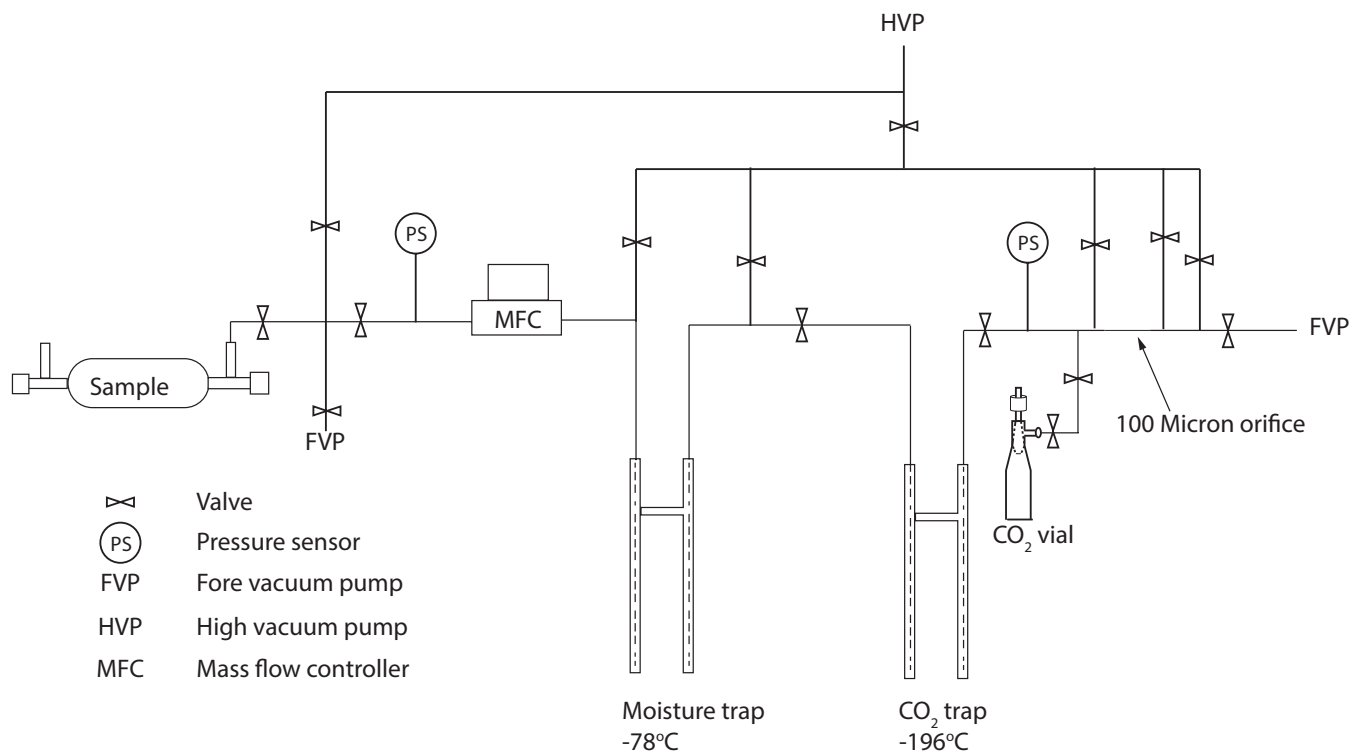 HVP
PS
PS
MFC
FVP
Sample
FVP
100 Micron orifice
CO₂ vial
Valve
PS Pressure sensor
FVP Fore vacuum pump
HVP High vacuum pump
MFC Mass flow controller
Moisture trap
-78°C
CO₂ trap
-196°C